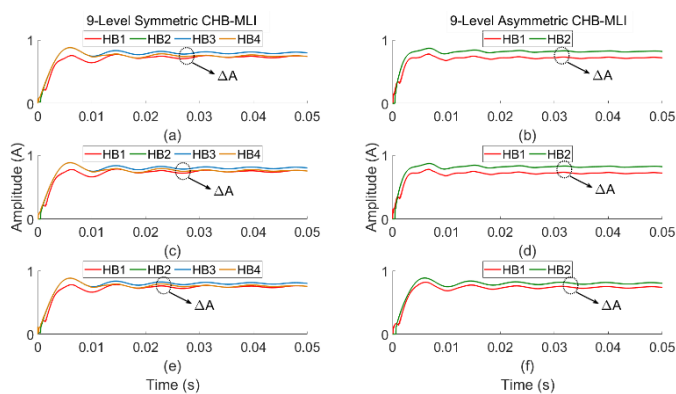 9-Level Symmetric CHB-MLI
HB1 HB2 HB3 HB4
1
0
ΔA
0 0.01 0.02 0.03 0.04 0.05
(a)
9-Level Asymmetric CHB-MLI
HB1 HB2
1
0
ΔA
0 0.01 0.02 0.03 0.04 0.05
(b)
Amplitude (A)
HB1 HB2 HB3 HB4
1
0
ΔA
0 0.01 0.02 0.03 0.04 0.05
(c)
Amplitude (A)
HB1 HB2
1
0
ΔA
0 0.01 0.02 0.03 0.04 0.05
(d)
HB1 HB2 HB3 HB4
1
0
ΔA
0 0.01 0.02 0.03 0.04 0.05
(e)
Time (s)
HB1 HB2
1
0
ΔA
0 0.01 0.02 0.03 0.04 0.05
(f)
Time (s)